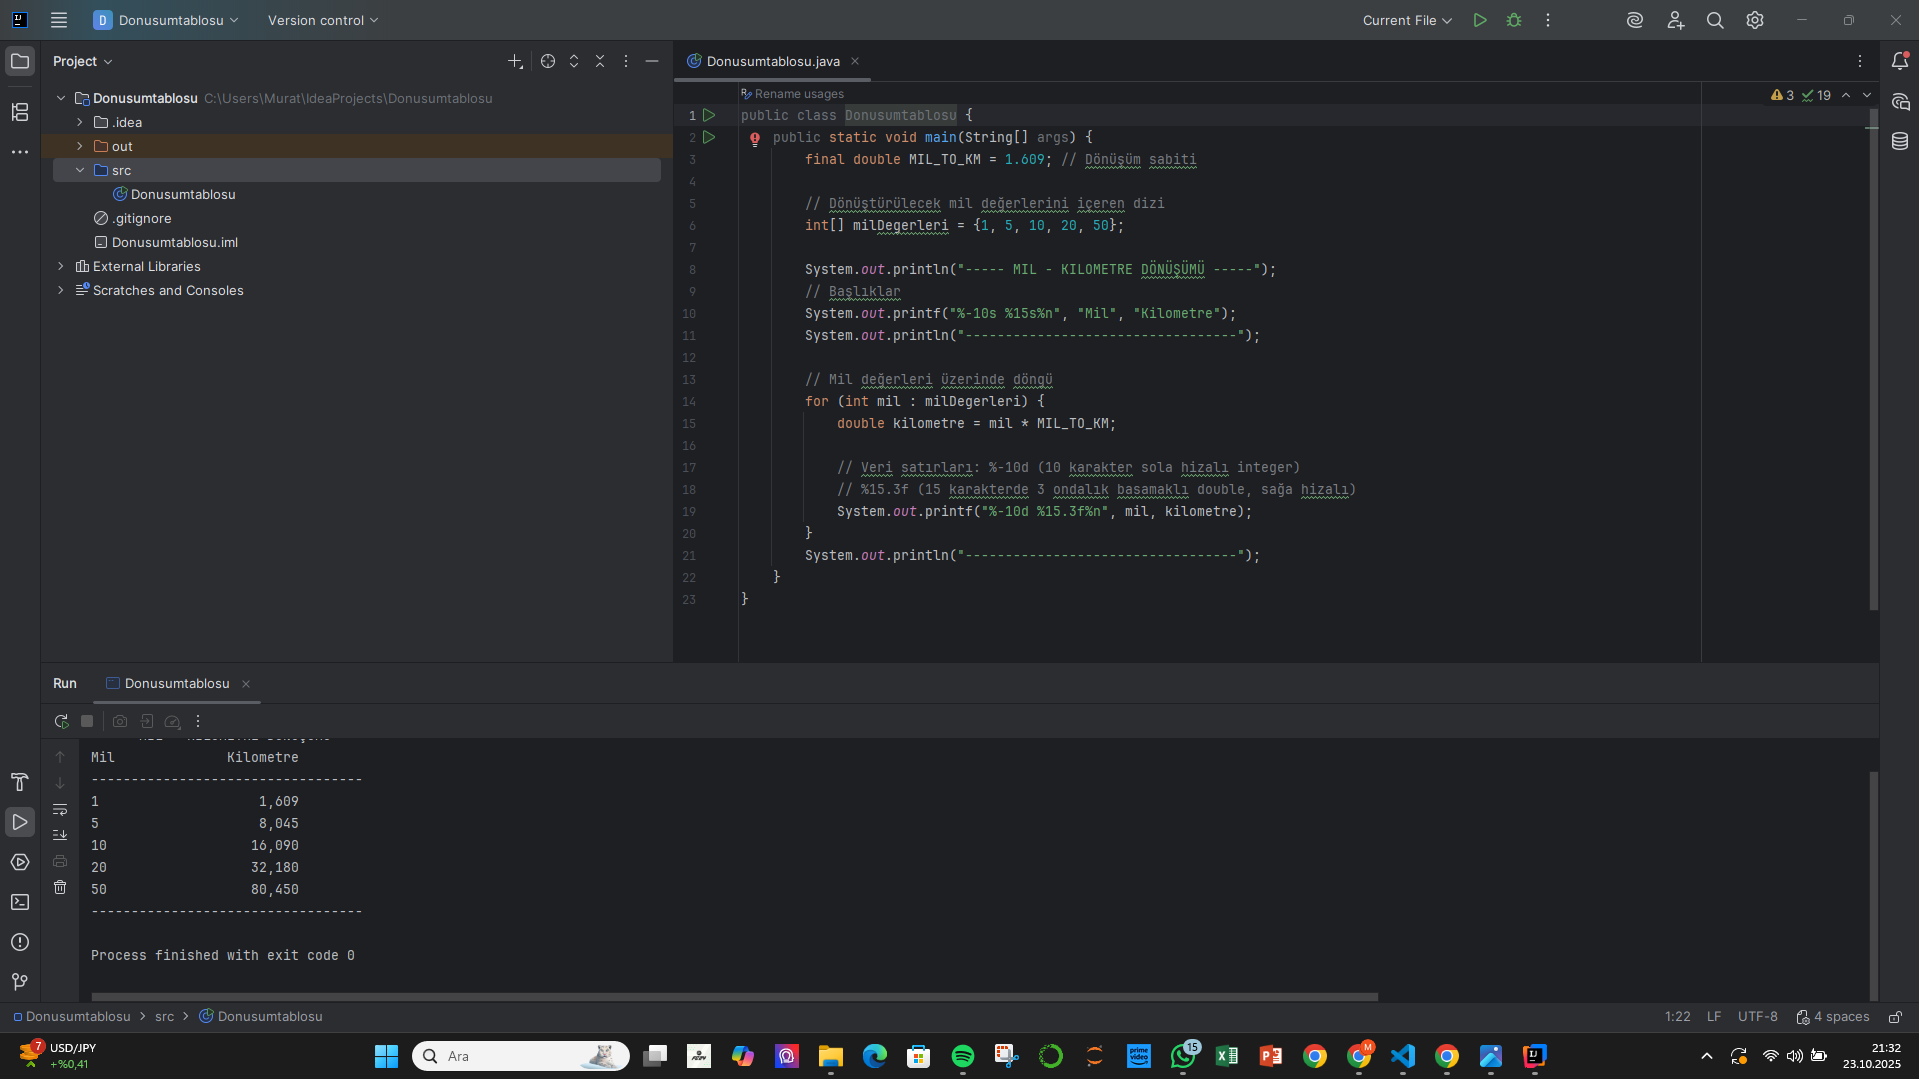 D Donusumtablosu Version control Current File
Project
Donusumtablosu.java
Donusumtablosu C:\Users\Murat\IdeaProjects\Donusumtablosu
.idea
out
src
Donusumtablosu
.gitignore
Donusumtablosu.iml
External Libraries
Scratches and Consoles
Rename usages
3 19
1 public class Donusumtablosu {
2 public static void main(String[] args) {
3 final double MIL_TO_KM = 1.609; // Dönüşüm sabiti
4
5 // Dönüştürülecek mil değerlerini içeren dizi
6 int[] milDegerleri = {1, 5, 10, 20, 50};
7
8 System.out.println("----- MIL - KILOMETRE DÖNÜŞÜMÜ -----");
9 // Başlıklar
10 System.out.printf("%-10s %15s%n", "Mil", "Kilometre");
11 System.out.println("----------------------------------");
12
13 // Mil değerleri üzerinde döngü
14 for (int mil : milDegerleri) {
15 double kilometre = mil * MIL_TO_KM;
16
17 // Veri satırları: %-10d (10 karakter sola hizalı integer)
18 // %15.3f (15 karakterde 3 ondalık basamaklı double, sağa hizalı)
19 System.out.printf("%-10d %15.3f%n", mil, kilometre);
20 }
21 System.out.println("----------------------------------");
22 }
23 }
Run Donusumtablosu
Mil Kilometre
----------------------------------
1 1,609
5 8,045
10 16,090
20 32,180
50 80,450
----------------------------------
Process finished with exit code 0
Donusumtablosu > src > Donusumtablosu
1:22 LF UTF-8 4 spaces
7
USD/JPY
+%0,41
Ara
prime video
15
M
21:32
23.10.2025